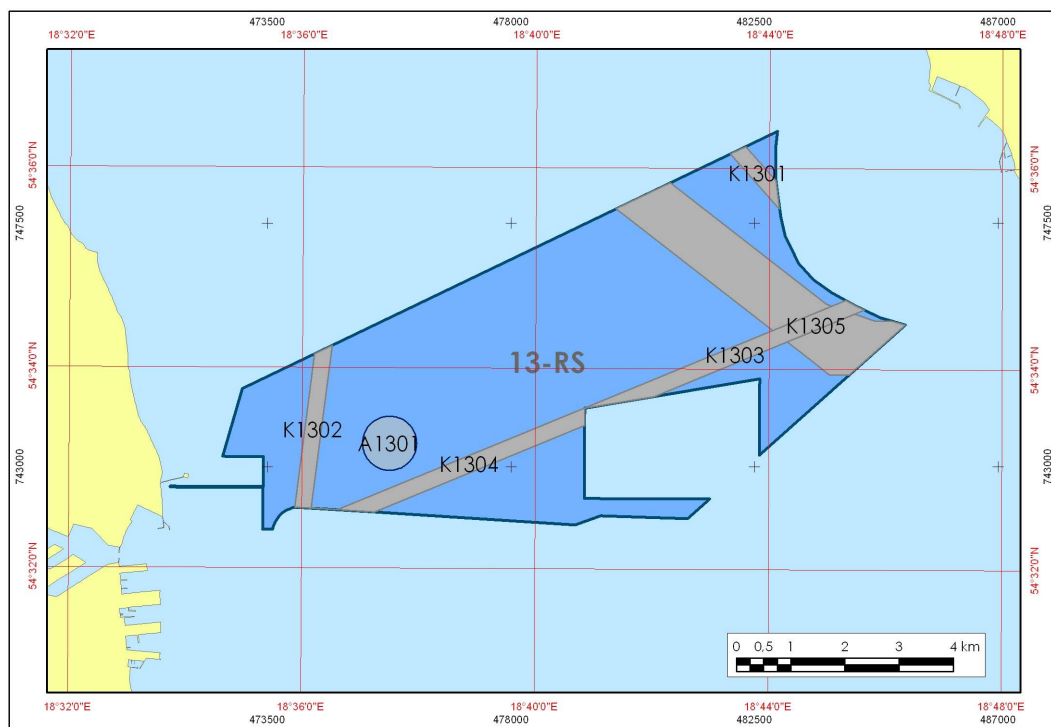 473500 478000 482500 487000
18°32'0"E 18°36'0"E 18°40'0"E 18°44'0"E 18°48'0"E
54°36'0"N 54°36'0"N
K1301
747500 747500
K1305
K1303
13-RS
54°34'0"N 54°34'0"N
K1302
A1301
K1304
743000 743000
54°32'0"N 54°32'0"N
0 0,5 1 2 3 4 km
18°32'0"E 18°36'0"E 18°40'0"E 18°44'0"E 18°48'0"E
473500 478000 482500 487000